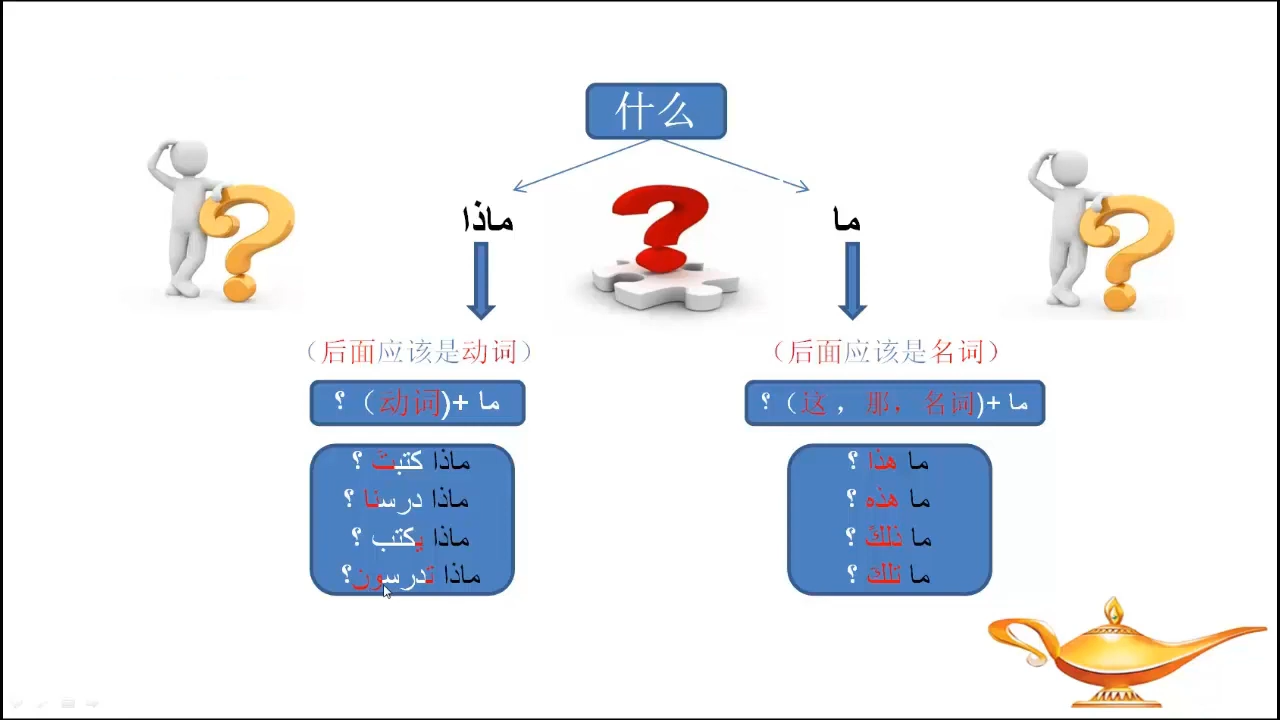 什么
ما
ماذا
（后面应该是名词）
ما +(这 ，那，名词) ؟
ما هذا ؟
ما هذه ؟
ما ذلك ؟
ما تلك ؟
（后面应该是动词）
ما +(动词) ؟
ماذا كتبت ؟
ماذا درسنا ؟
ماذا يكتب ؟
ماذا تدرسون؟